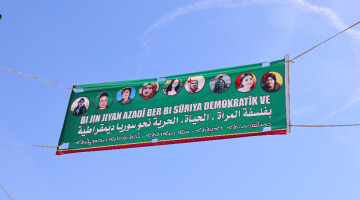 BI JIN JIYAN AZADÎ BER BI SÛRIYA DEMOKRATÎK VE
بفلسفة المرأة ، الحياة، الحرية نحو سوريا ديمقراطية